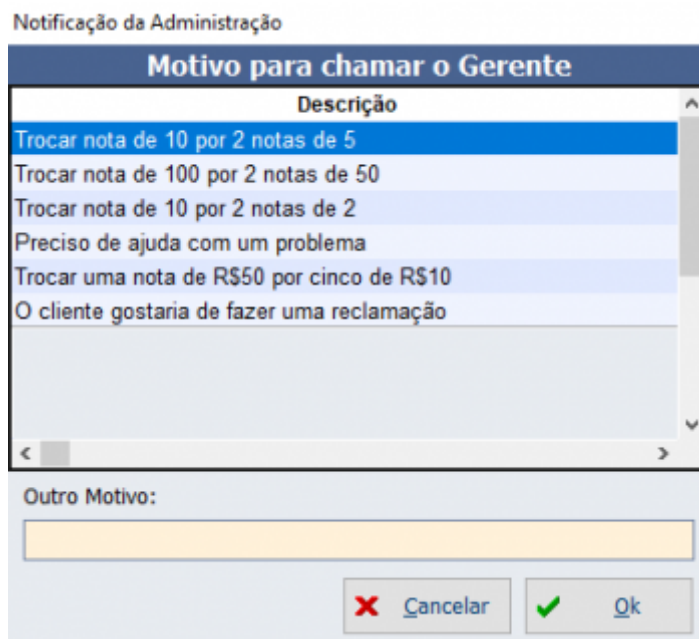 Notificação da Administração
Motivo para chamar o Gerente
Descrição
Trocar nota de 10 por 2 notas de 5
Trocar nota de 100 por 2 notas de 50
Trocar nota de 10 por 2 notas de 2
Preciso de ajuda com um problema
Trocar uma nota de R$50 por cinco de R$10
O cliente gostaria de fazer uma reclamação
Outro Motivo:
Cancelar
Ok